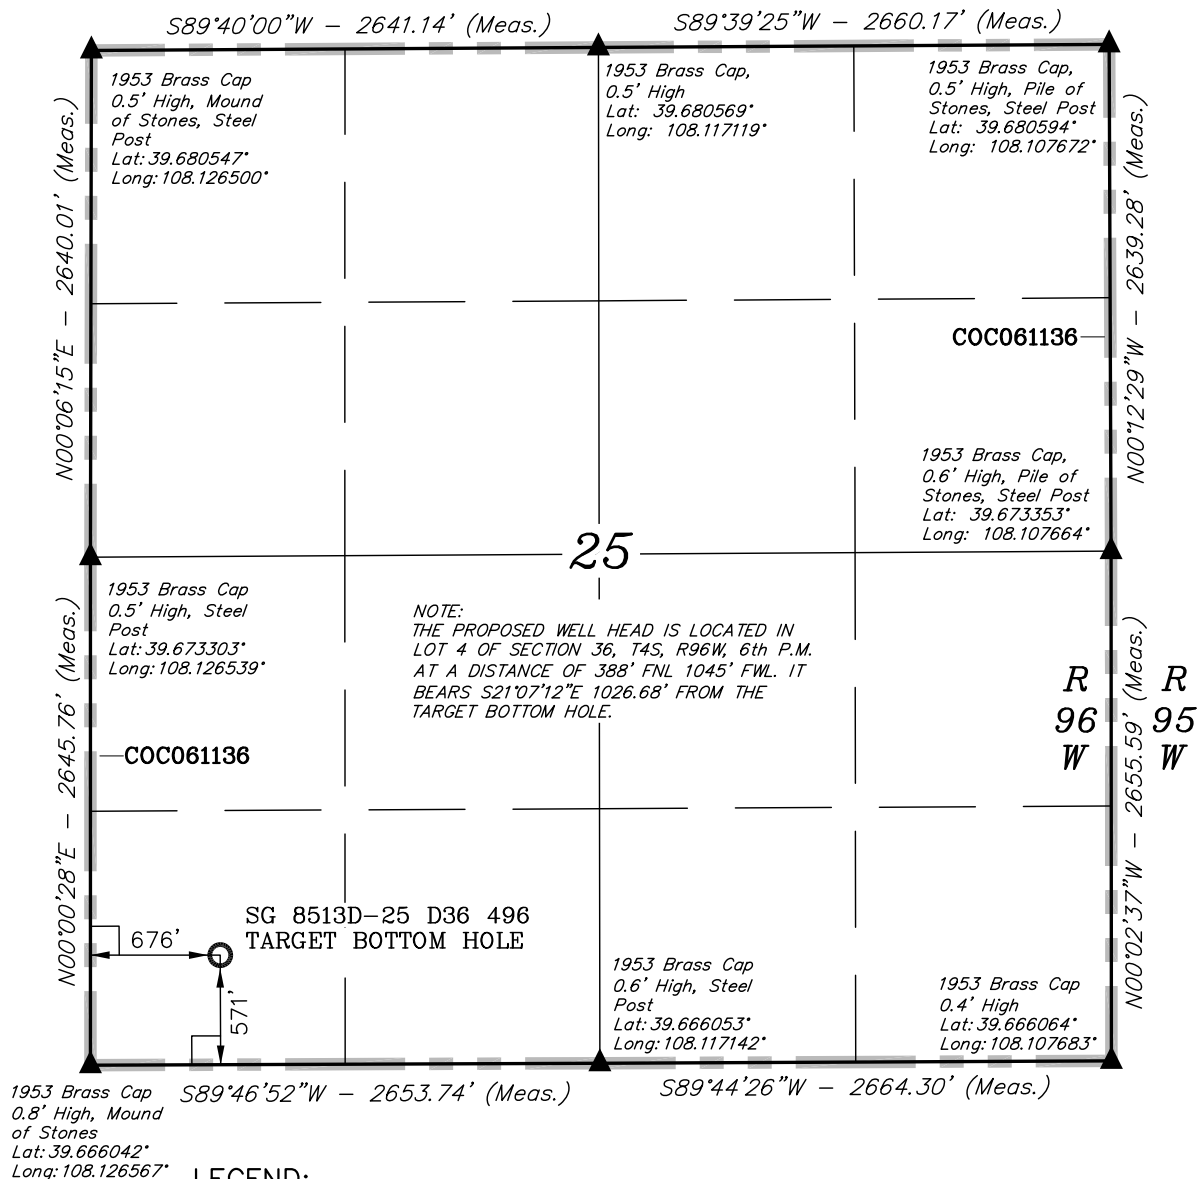 S89°40'00"W - 2641.14' (Meas.)
S89°39'25"W - 2660.17' (Meas.)
1953 Brass Cap
0.5' High, Mound
of Stones, Steel
Post
Lat: 39.680547°
Long: 108.126500°
1953 Brass Cap,
0.5' High
Lat: 39.680569°
Long: 108.117119°
1953 Brass Cap,
0.5' High, Pile of
Stones, Steel Post
Lat: 39.680594°
Long: 108.107672°
N00°06'15"E - 2640.01' (Meas.)
N00°12'29"W - 2639.28' (Meas.)
COC061136
1953 Brass Cap,
0.6' High, Pile of
Stones, Steel Post
Lat: 39.673353°
Long: 108.107664°
25
1953 Brass Cap
0.5' High, Steel
Post
Lat: 39.673303°
Long: 108.126539°
NOTE:
THE PROPOSED WELL HEAD IS LOCATED IN
LOT 4 OF SECTION 36, T4S, R96W, 6th P.M.
AT A DISTANCE OF 388' FNL 1045' FWL. IT
BEARS S21°07'12"E 1026.68' FROM THE
TARGET BOTTOM HOLE.
R
96
W
R
95
W
N00°00'28"E - 2645.76' (Meas.)
N00°02'37"W - 2655.59' (Meas.)
COC061136
SG 8513D-25 D36 496
TARGET BOTTOM HOLE
676'
571'
1953 Brass Cap
0.6' High, Steel
Post
Lat: 39.666053°
Long: 108.117142°
1953 Brass Cap
0.4' High
Lat: 39.666064°
Long: 108.107683°
1953 Brass Cap
0.8' High, Mound
of Stones
Lat: 39.666042°
Long: 108.126567°
S89°46'52"W - 2653.74' (Meas.)
S89°44'26"W - 2664.30' (Meas.)
LEGEND: